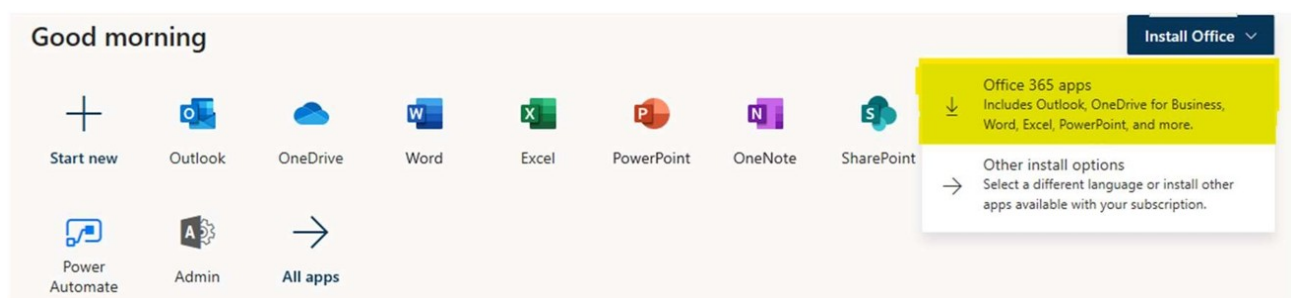 Good morning
Install Office
Office 365 apps
Includes Outlook, OneDrive for Business,
Word, Excel, PowerPoint, and more.
Start new
Outlook
OneDrive
Word
Excel
PowerPoint
OneNote
SharePoint
Other install options
Select a different language or install other
apps available with your subscription.
Power
Automate
Admin
All apps